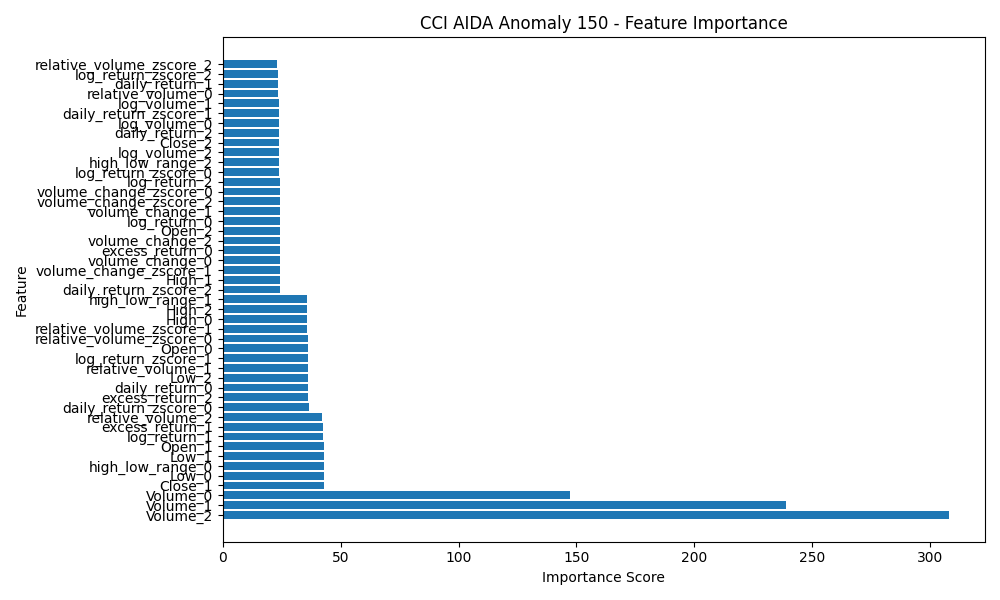 CCI AIDA Anomaly 150 - Feature Importance
relative_volume_zscore_2
log_return_zscore_2
daily_return_1
relative_volume_0
log_volume_1
daily_return_zscore_1
log_volume_0
daily_return_2
Close_2
log_volume_2
high_low_range_2
log_return_zscore_0
log_return_2
volume_change_zscore_0
volume_change_zscore_2
volume_change_1
log_return_0
Open_2
volume_change_2
excess_return_0
volume_change_0
volume_change_zscore_1
High_1
daily_return_zscore_2
high_low_range_1
High_2
High_0
relative_volume_zscore_1
relative_volume_zscore_0
Open_0
log_return_zscore_1
relative_volume_1
Low_2
daily_return_0
excess_return_2
daily_return_zscore_0
relative_volume_2
excess_return_1
log_return_1
Open_1
Low_1
high_low_range_0
Low_0
Close_1
Volume_0
Volume_1
Volume_2
Feature
0 50 100 150 200 250 300
Importance Score